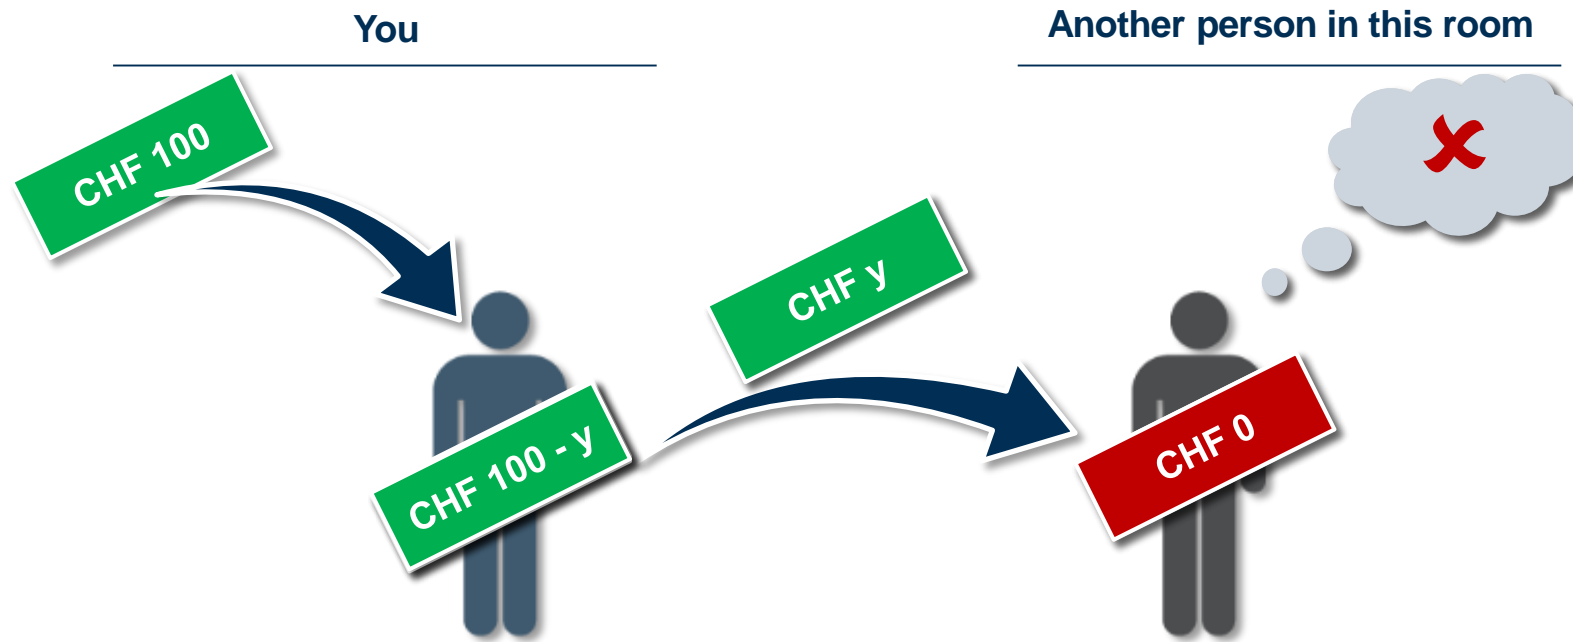 You
Another person in this room
CHF 100
CHF y
CHF 100 - y
CHF 0